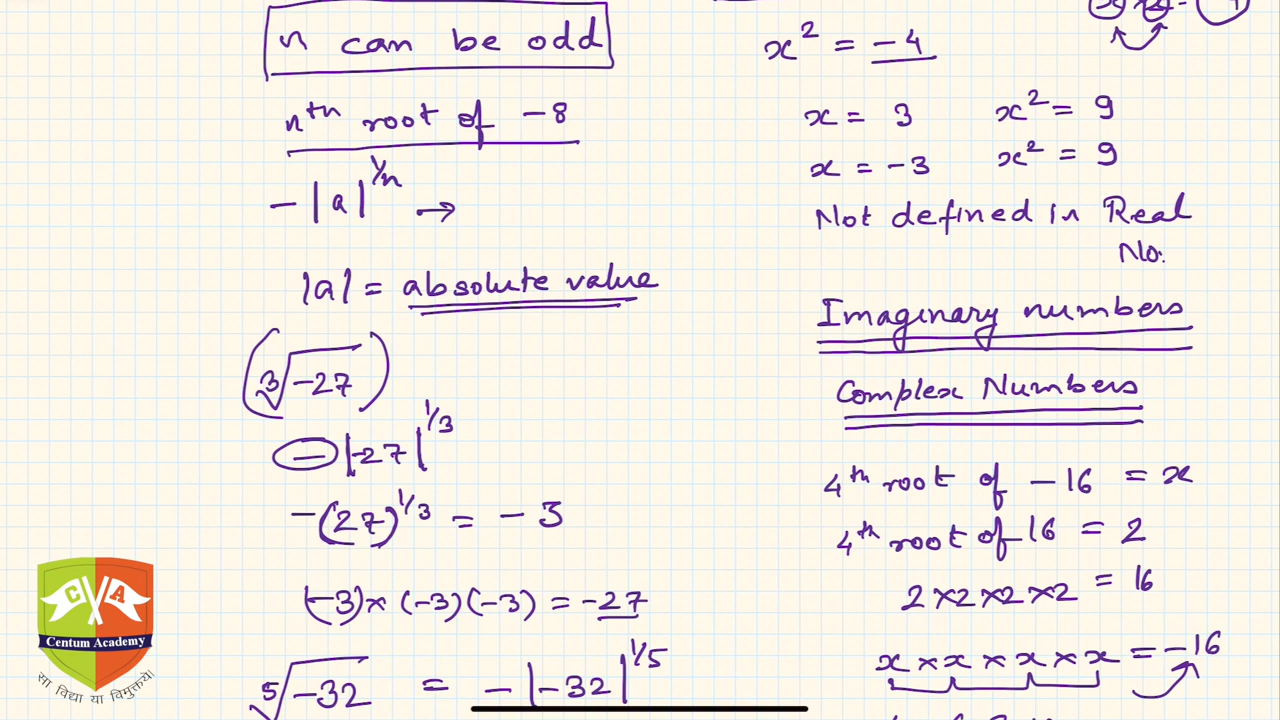 n can be odd
nth root of -8
-|a|^1/n →
|a| = absolute value
(∛-27)
-|-27|^1/3
-(27)^1/3 = -3
(-3)×(-3)(-3) = -27
⁵√-32 = -|-32|^1/5
x² = -4
x = 3 x² = 9
x = -3 x² = 9
Not defined in Real
No.
Imaginary numbers
Complex Numbers
4th root of -16 = x
4th root of 16 = 2
2×2×2×2 = 16
x × x × x × x = -16
C A
Centum Academy
सा विद्या या विमुक्तये